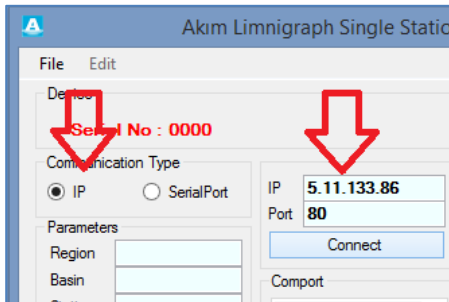 Akım Limnigraph Single Static
File Edit
Device
Serial No : 0000
Communication Type
IP SerialPort
IP 5.11.133.86
Port 80
Connect
Parameters
Region
Basin
Comport